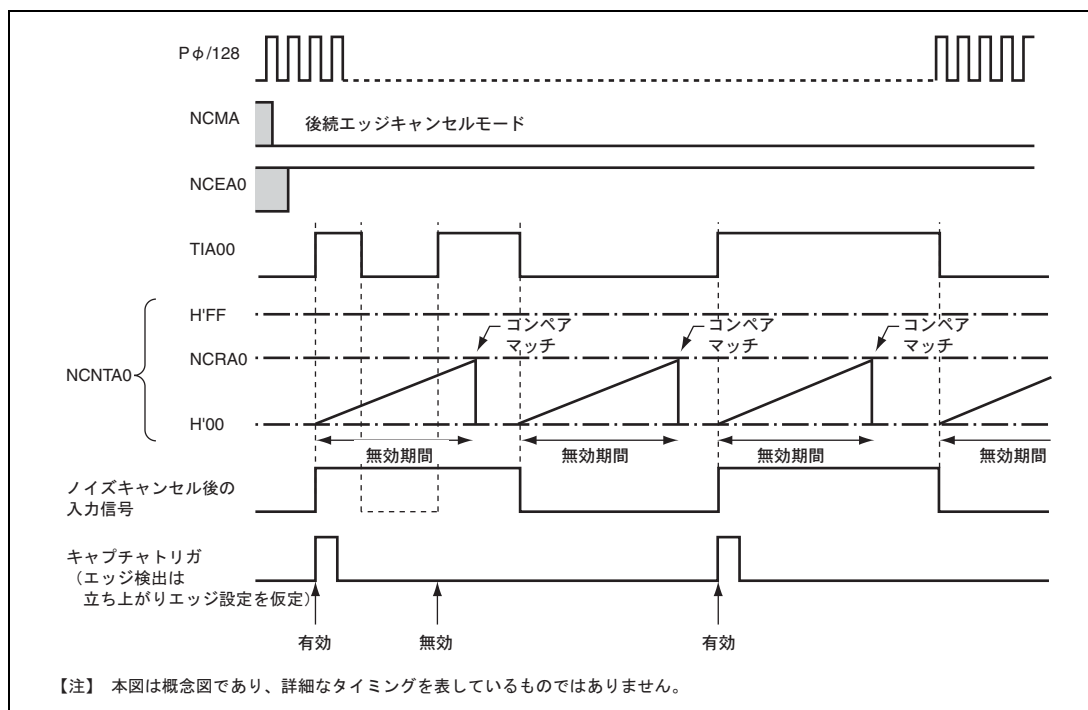 Pφ/128
NCMA
後続エッジキャンセルモード
NCEA0
TIA00
H'FF
コンペア
マッチ
コンペア
マッチ
コンペア
マッチ
NCRA0
NCNTA0
H'00
無効期間
無効期間
無効期間
無効期間
ノイズキャンセル後の
入力信号
キャプチャトリガ
(エッジ検出は
立ち上がりエッジ設定を仮定)
有効
無効
有効
【注】 本図は概念図であり、詳細なタイミングを表しているものではありません。